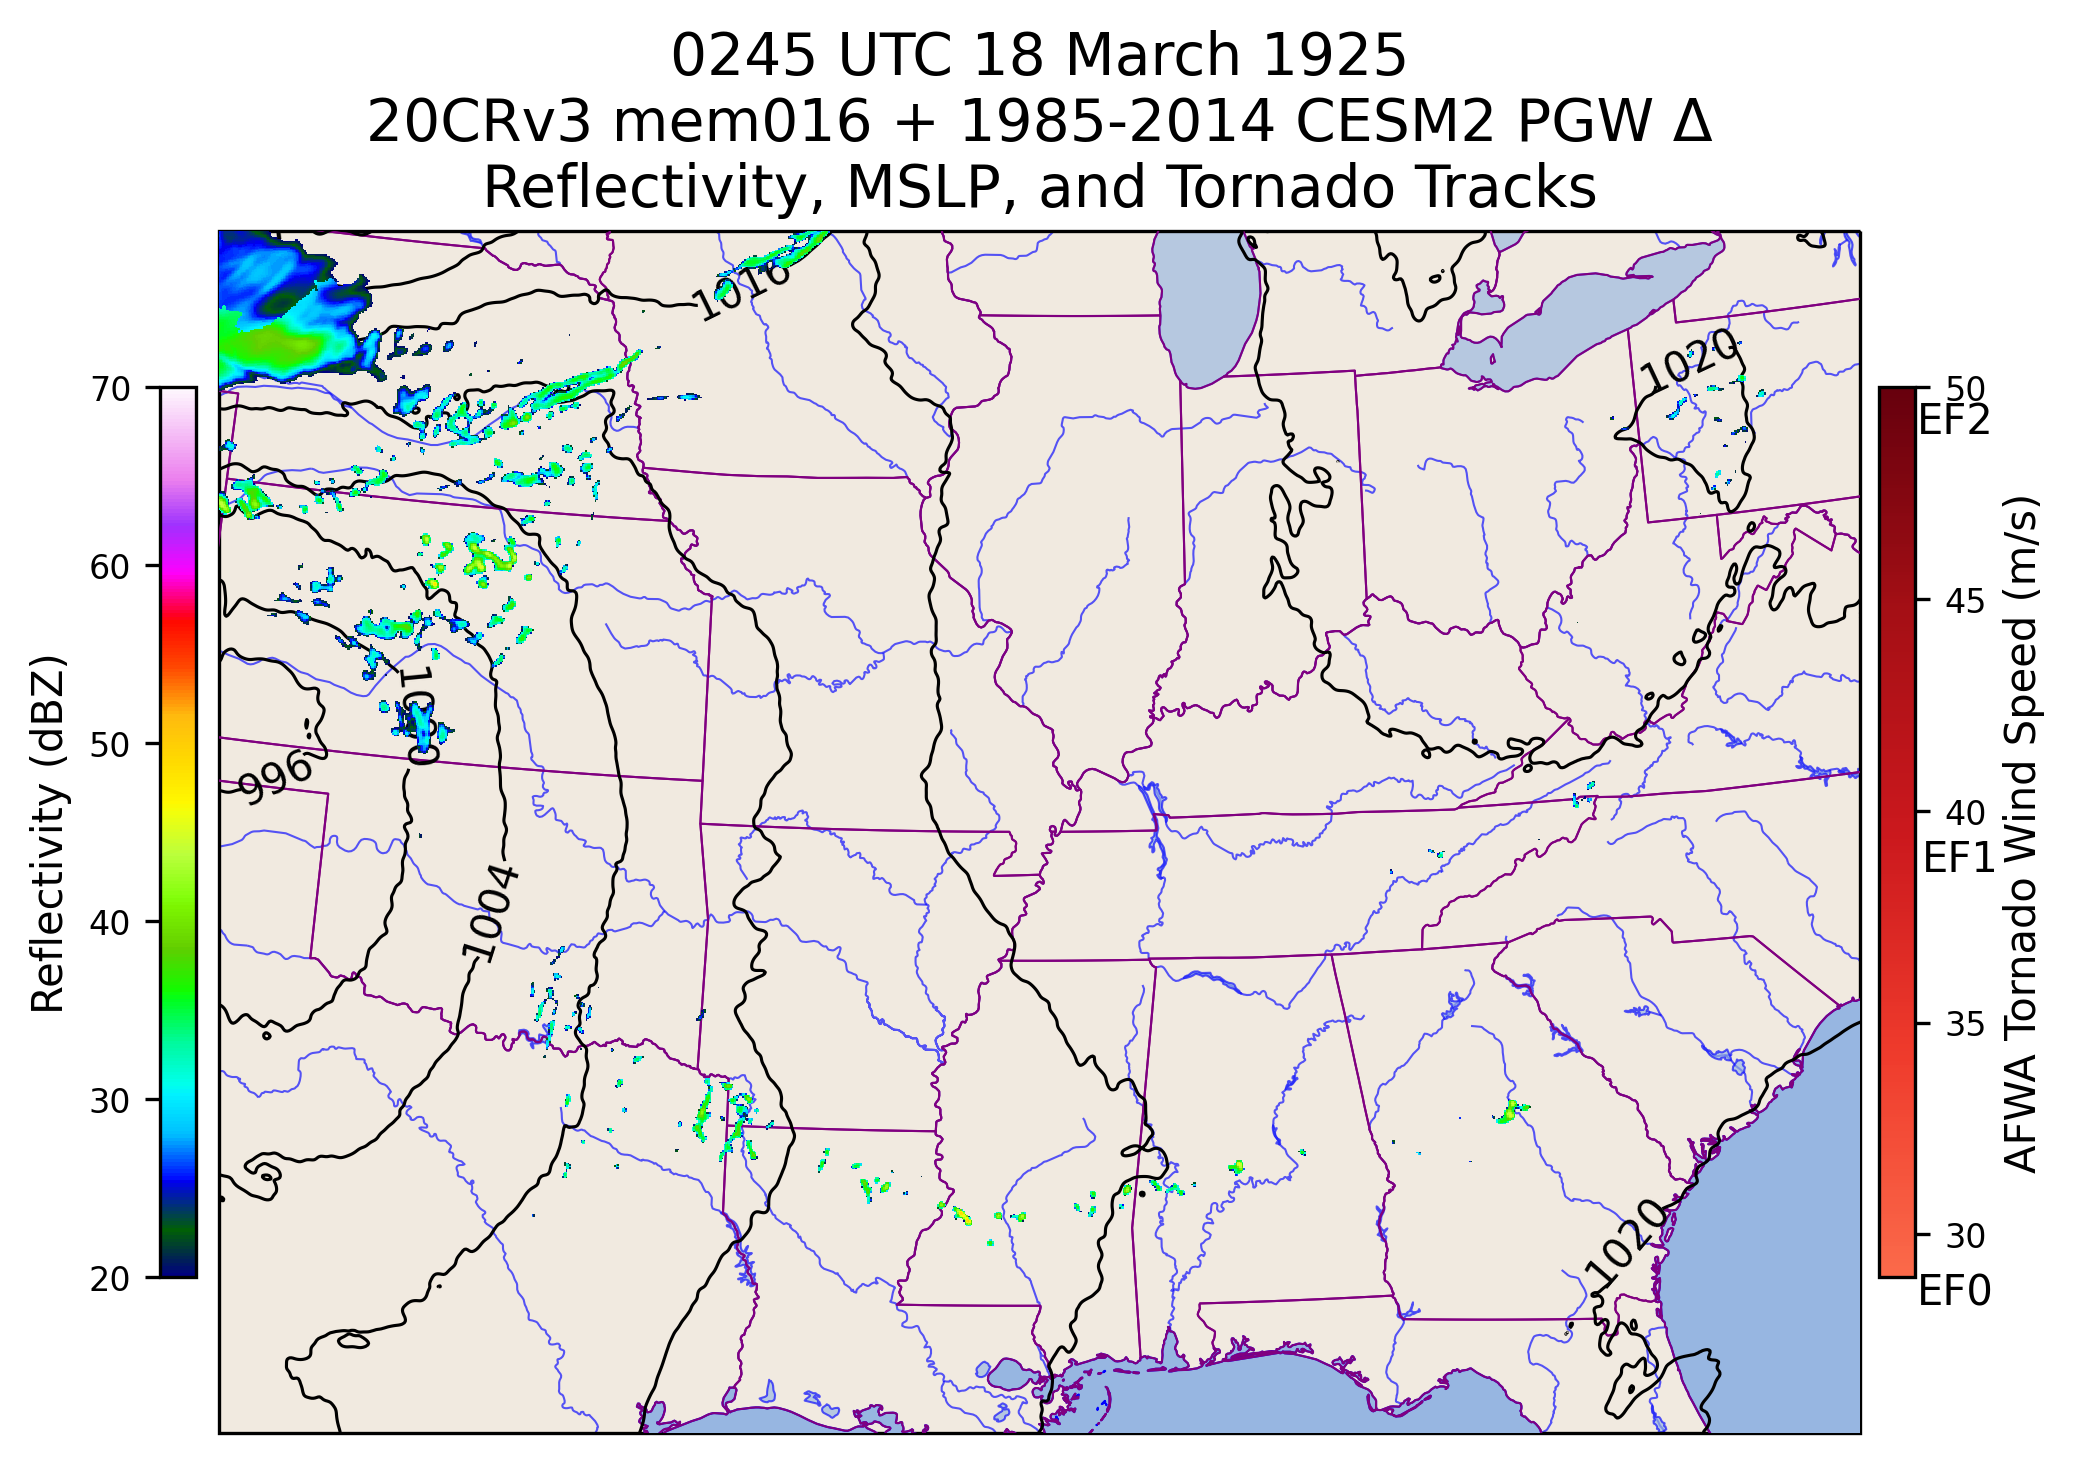 0245 UTC 18 March 1925
20CRv3 mem016 + 1985-2014 CESM2 PGW Δ
Reflectivity, MSLP, and Tornado Tracks
1016
1020
1000
996
1004
1020
70
60
50
40
30
20
Reflectivity (dBZ)
50
EF2
45
40
EF1
35
30
EF0
AFWA Tornado Wind Speed (m/s)